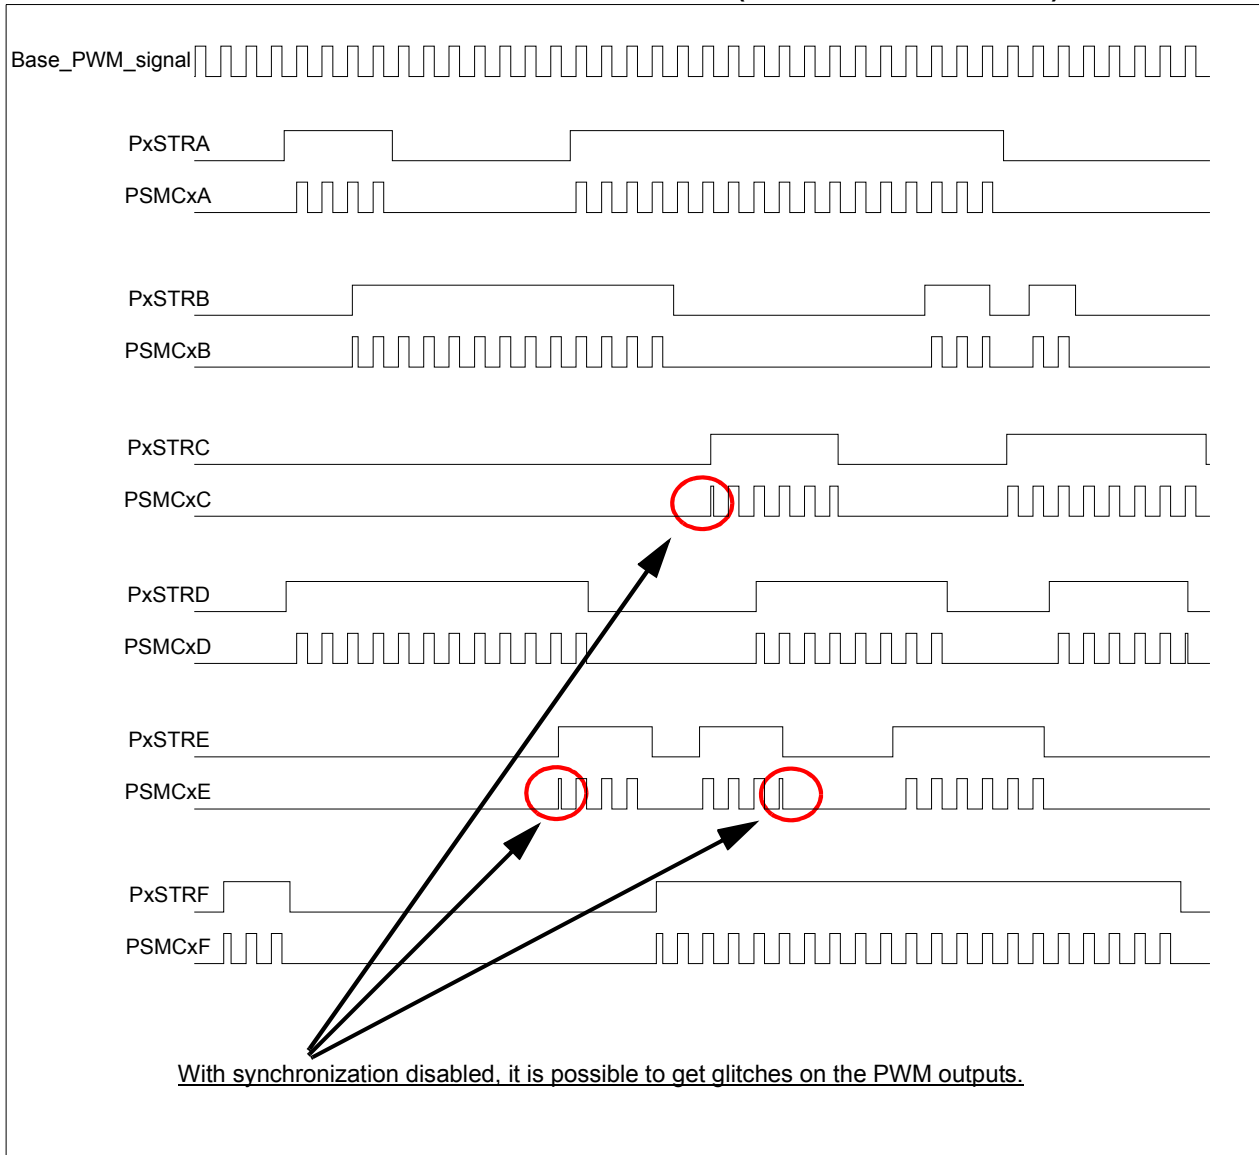 Base_PWM_signal
PxSTRA
PSMCxA
PxSTRB
PSMCxB
PxSTRC
PSMCxC
PxSTRD
PSMCxD
PxSTRE
PSMCxE
PxSTRF
PSMCxF
With synchronization disabled, it is possible to get glitches on the PWM outputs.